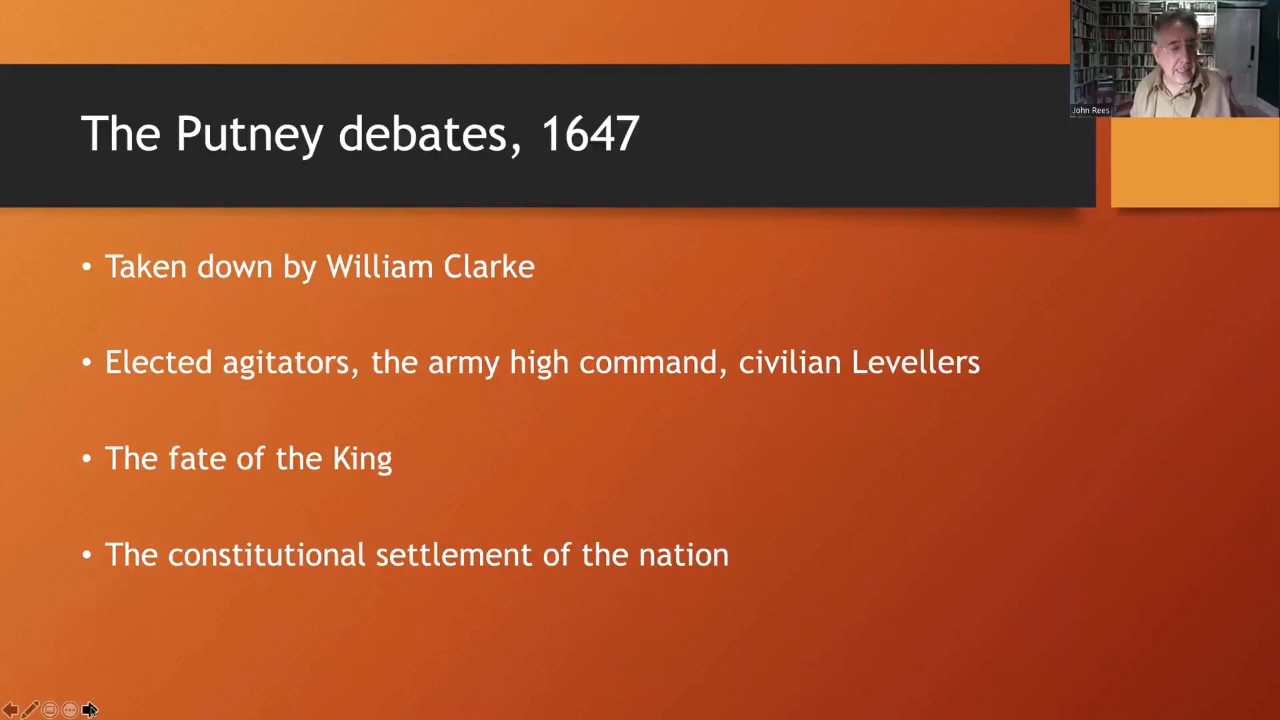 John Rees
The Putney debates, 1647
• Taken down by William Clarke
• Elected agitators, the army high command, civilian Levellers
• The fate of the King
• The constitutional settlement of the nation